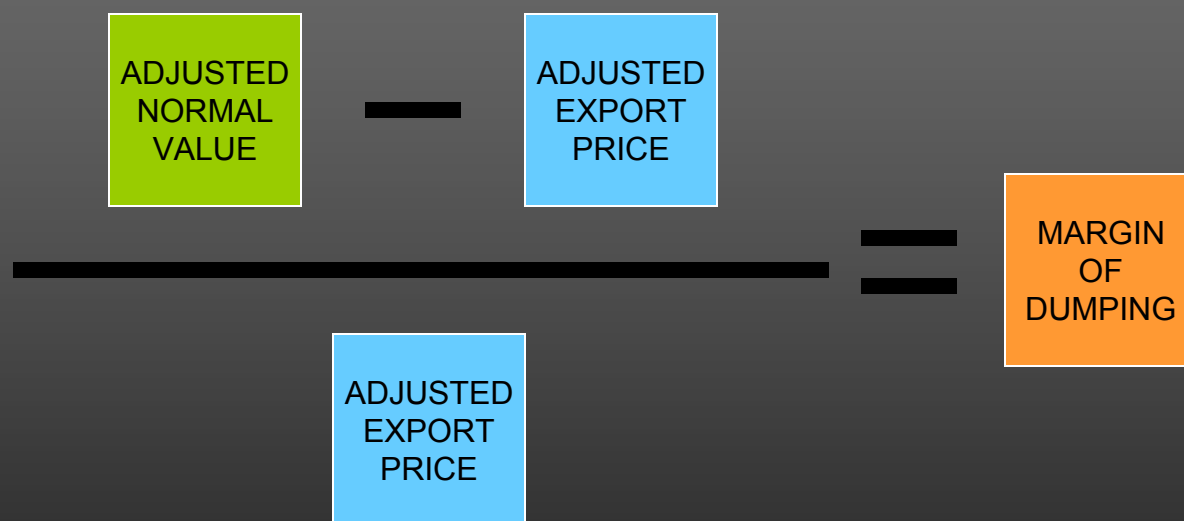 ADJUSTED
NORMAL
VALUE
ADJUSTED
EXPORT
PRICE
MARGIN
OF
DUMPING
ADJUSTED
EXPORT
PRICE